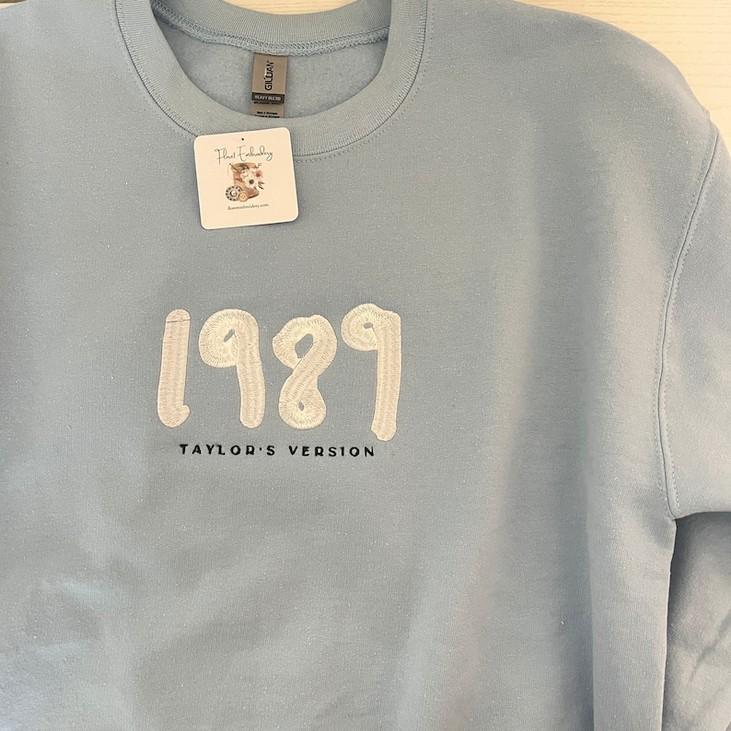 GILDAN
HEAVY BLEND
Floral Embroidery
1989
TAYLOR'S VERSION